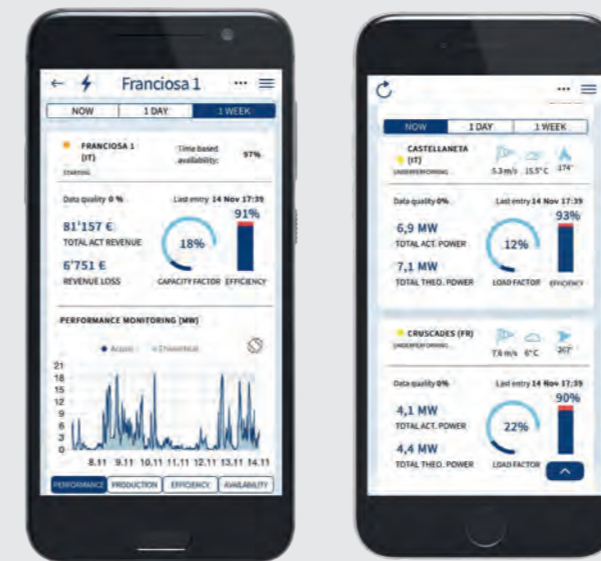 Franciosa 1 ...
NOW 1 DAY 1 WEEK
FRANCIOSA 1
(IT)
STARTING
Time based
availability:
97%
Data quality 0 % Last entry 14 Nov 17:39
81'157 €
TOTAL ACT REVENUE
6'751 €
REVENUE LOSS
18%
CAPACITY FACTOR
91%
EFFICIENCY
PERFORMANCE MONITORING (MW)
Actual Theoretical
21
18
15
12
9
6
3
0
8.11 9.11 10.11 11.11 12.11 13.11 14.11
PERFORMANCE PRODUCTION EFFICIENCY AVAILABILITY
...
NOW 1 DAY 1 WEEK
CASTELLANETA
(IT)
UNDERPERFORMING
5.3 m/s 15.5°C 174°
Data quality 0% Last entry 14 Nov 17:39
6,9 MW
TOTAL ACT. POWER
7,1 MW
TOTAL THEO. POWER
12%
LOAD FACTOR
93%
EFFICIENCY
CRUSCADES (FR)
UNDERPERFORMING
7.6 m/s 6°C 267°
Data quality 0% Last entry 14 Nov 17:39
4,1 MW
TOTAL ACT. POWER
4,4 MW
TOTAL THEO. POWER
22%
LOAD FACTOR
90%